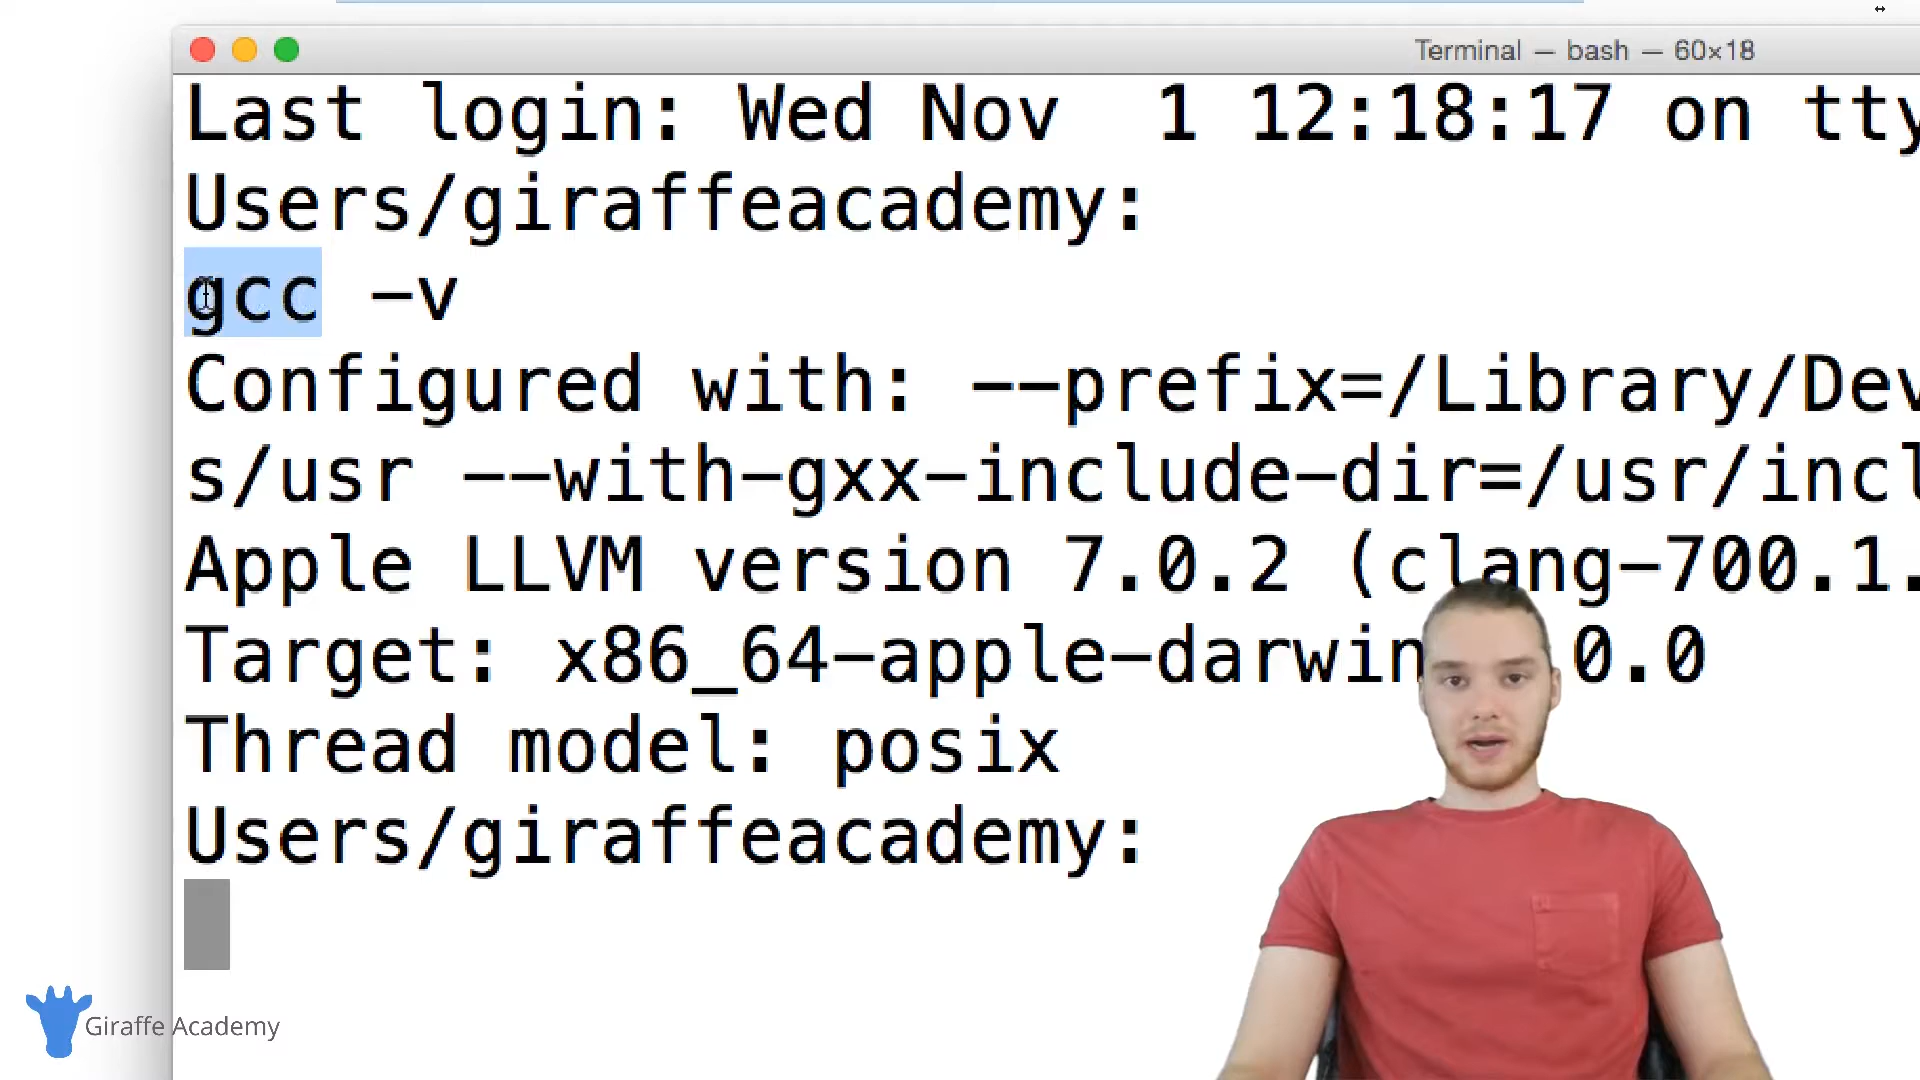 Terminal — bash — 60×18
Last login: Wed Nov  1 12:18:17 on tty
Users/giraffeacademy:
gcc -v
Configured with: --prefix=/Library/Dev
s/usr --with-gxx-include-dir=/usr/incl
Apple LLVM version 7.0.2 (clang-700.1.
Target: x86_64-apple-darwin 0.0
Thread model: posix
Users/giraffeacademy:
Giraffe Academy